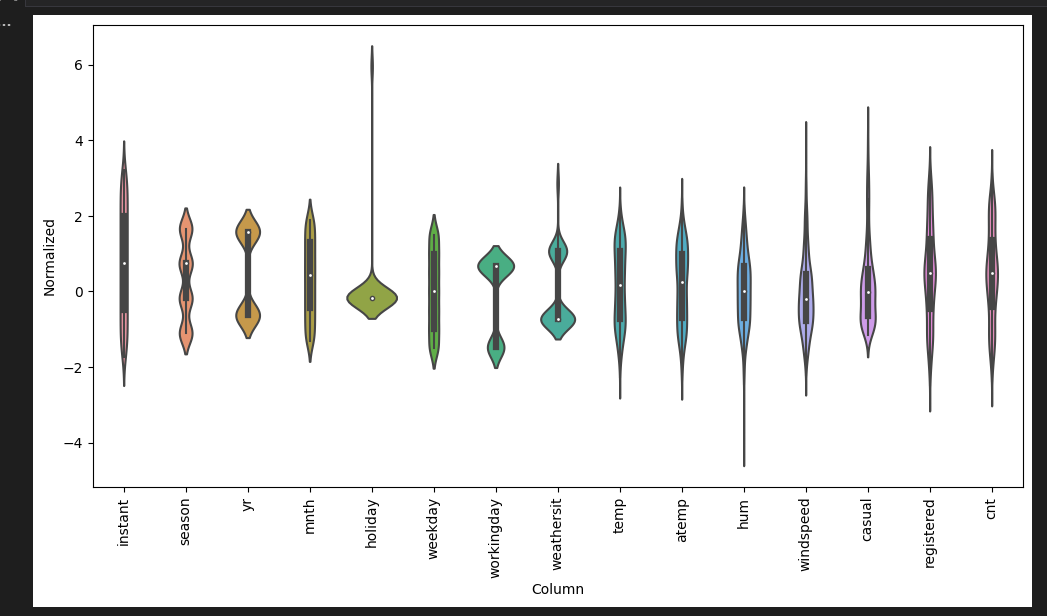 ...
6
4
2
0
−2
−4
Normalized
instant
season
yr
mnth
holiday
weekday
workingday
weathersit
temp
atemp
hum
windspeed
casual
registered
cnt
Column